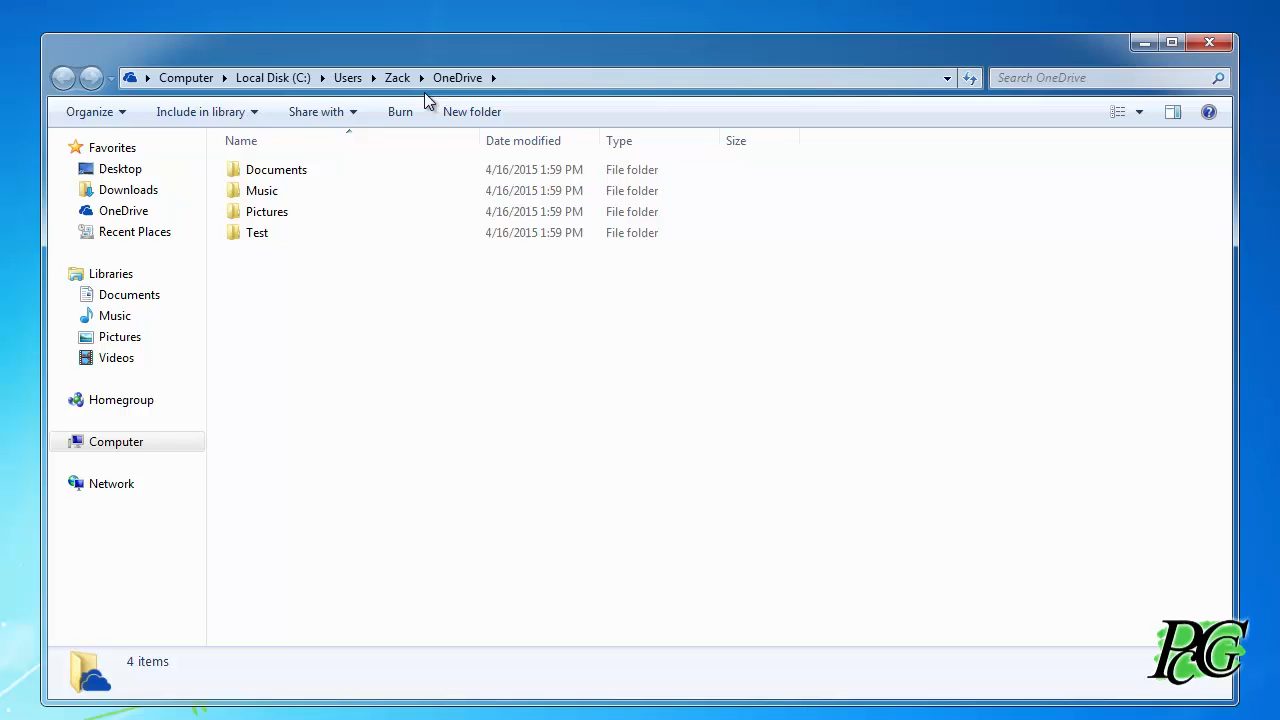 Computer Local Disk (C:) Users Zack OneDrive
Search OneDrive
Organize Include in library Share with Burn New folder
Name Date modified Type Size
Favorites
Desktop
Downloads
OneDrive
Recent Places
Libraries
Documents
Music
Pictures
Videos
Homegroup
Computer
Network
Documents 4/16/2015 1:59 PM File folder
Music 4/16/2015 1:59 PM File folder
Pictures 4/16/2015 1:59 PM File folder
Test 4/16/2015 1:59 PM File folder
4 items
PCG